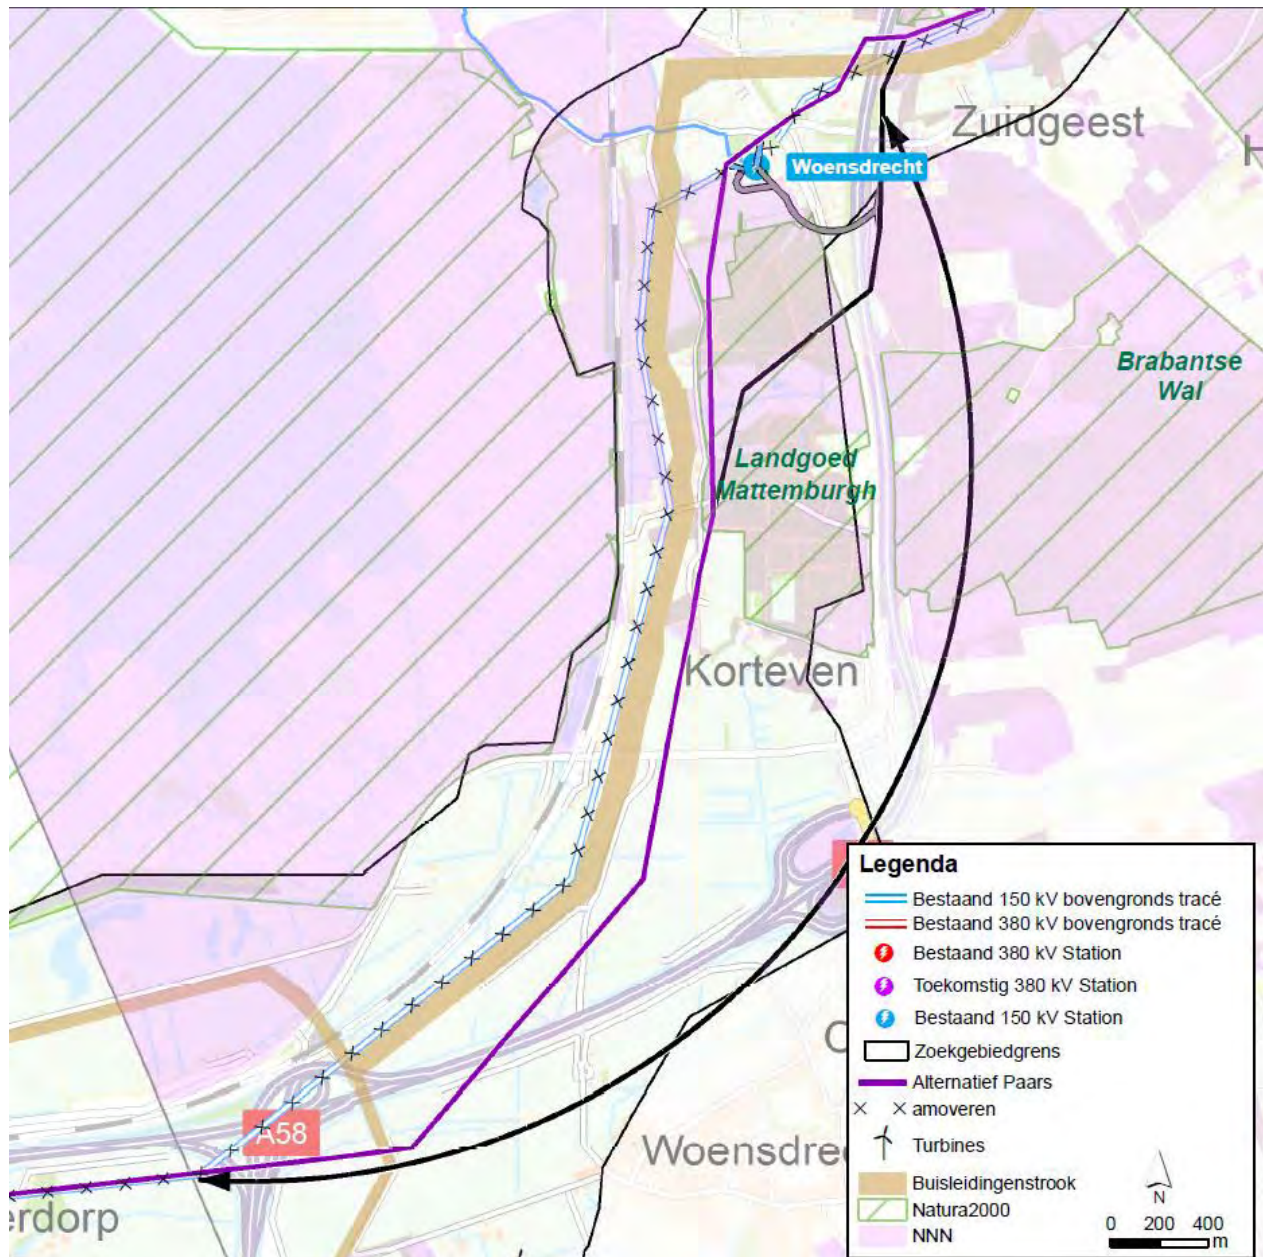 Zuidgeest
H
Woensdrecht
Brabantse
Wal
Landgoed
Mattemburgh
Korteven
A58
Woensdre
erdorp
Legenda
Bestaand 150 kV bovengronds tracé
Bestaand 380 kV bovengronds tracé
Bestaand 380 kV Station
Toekomstig 380 kV Station
Bestaand 150 kV Station
Zoekgebiedgrens
Alternatief Paars
amoveren
Turbines
Buisleidingenstrook
Natura2000
NNN
N
0 200 400
m